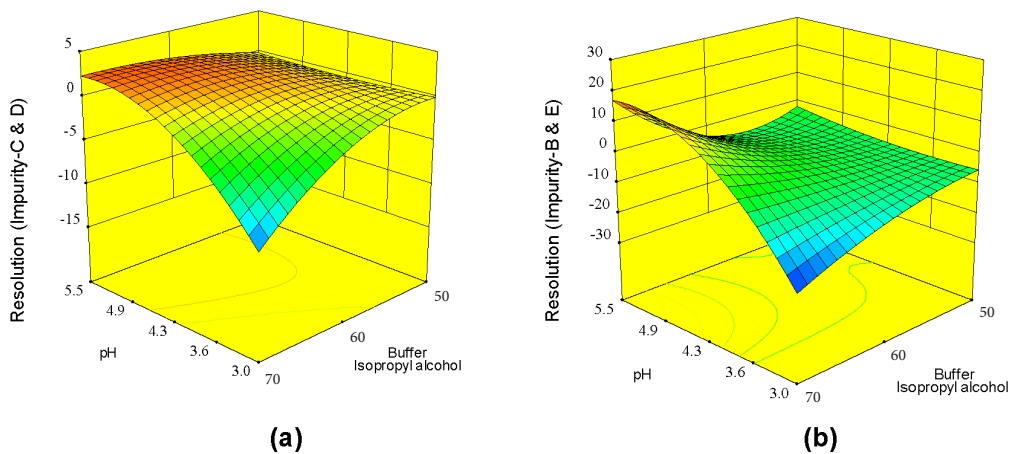 5
0
-5
-10
-15
Resolution (Impurity-C & D)
5.5
4.9
4.3
3.6
3.0
pH
50
60
70
Buffer
Isopropyl alcohol
(a)
30
20
10
0
-10
-20
-30
Resolution (Impurity-B & E)
5.5
4.9
4.3
3.6
3.0
pH
50
60
70
Buffer
Isopropyl alcohol
(b)